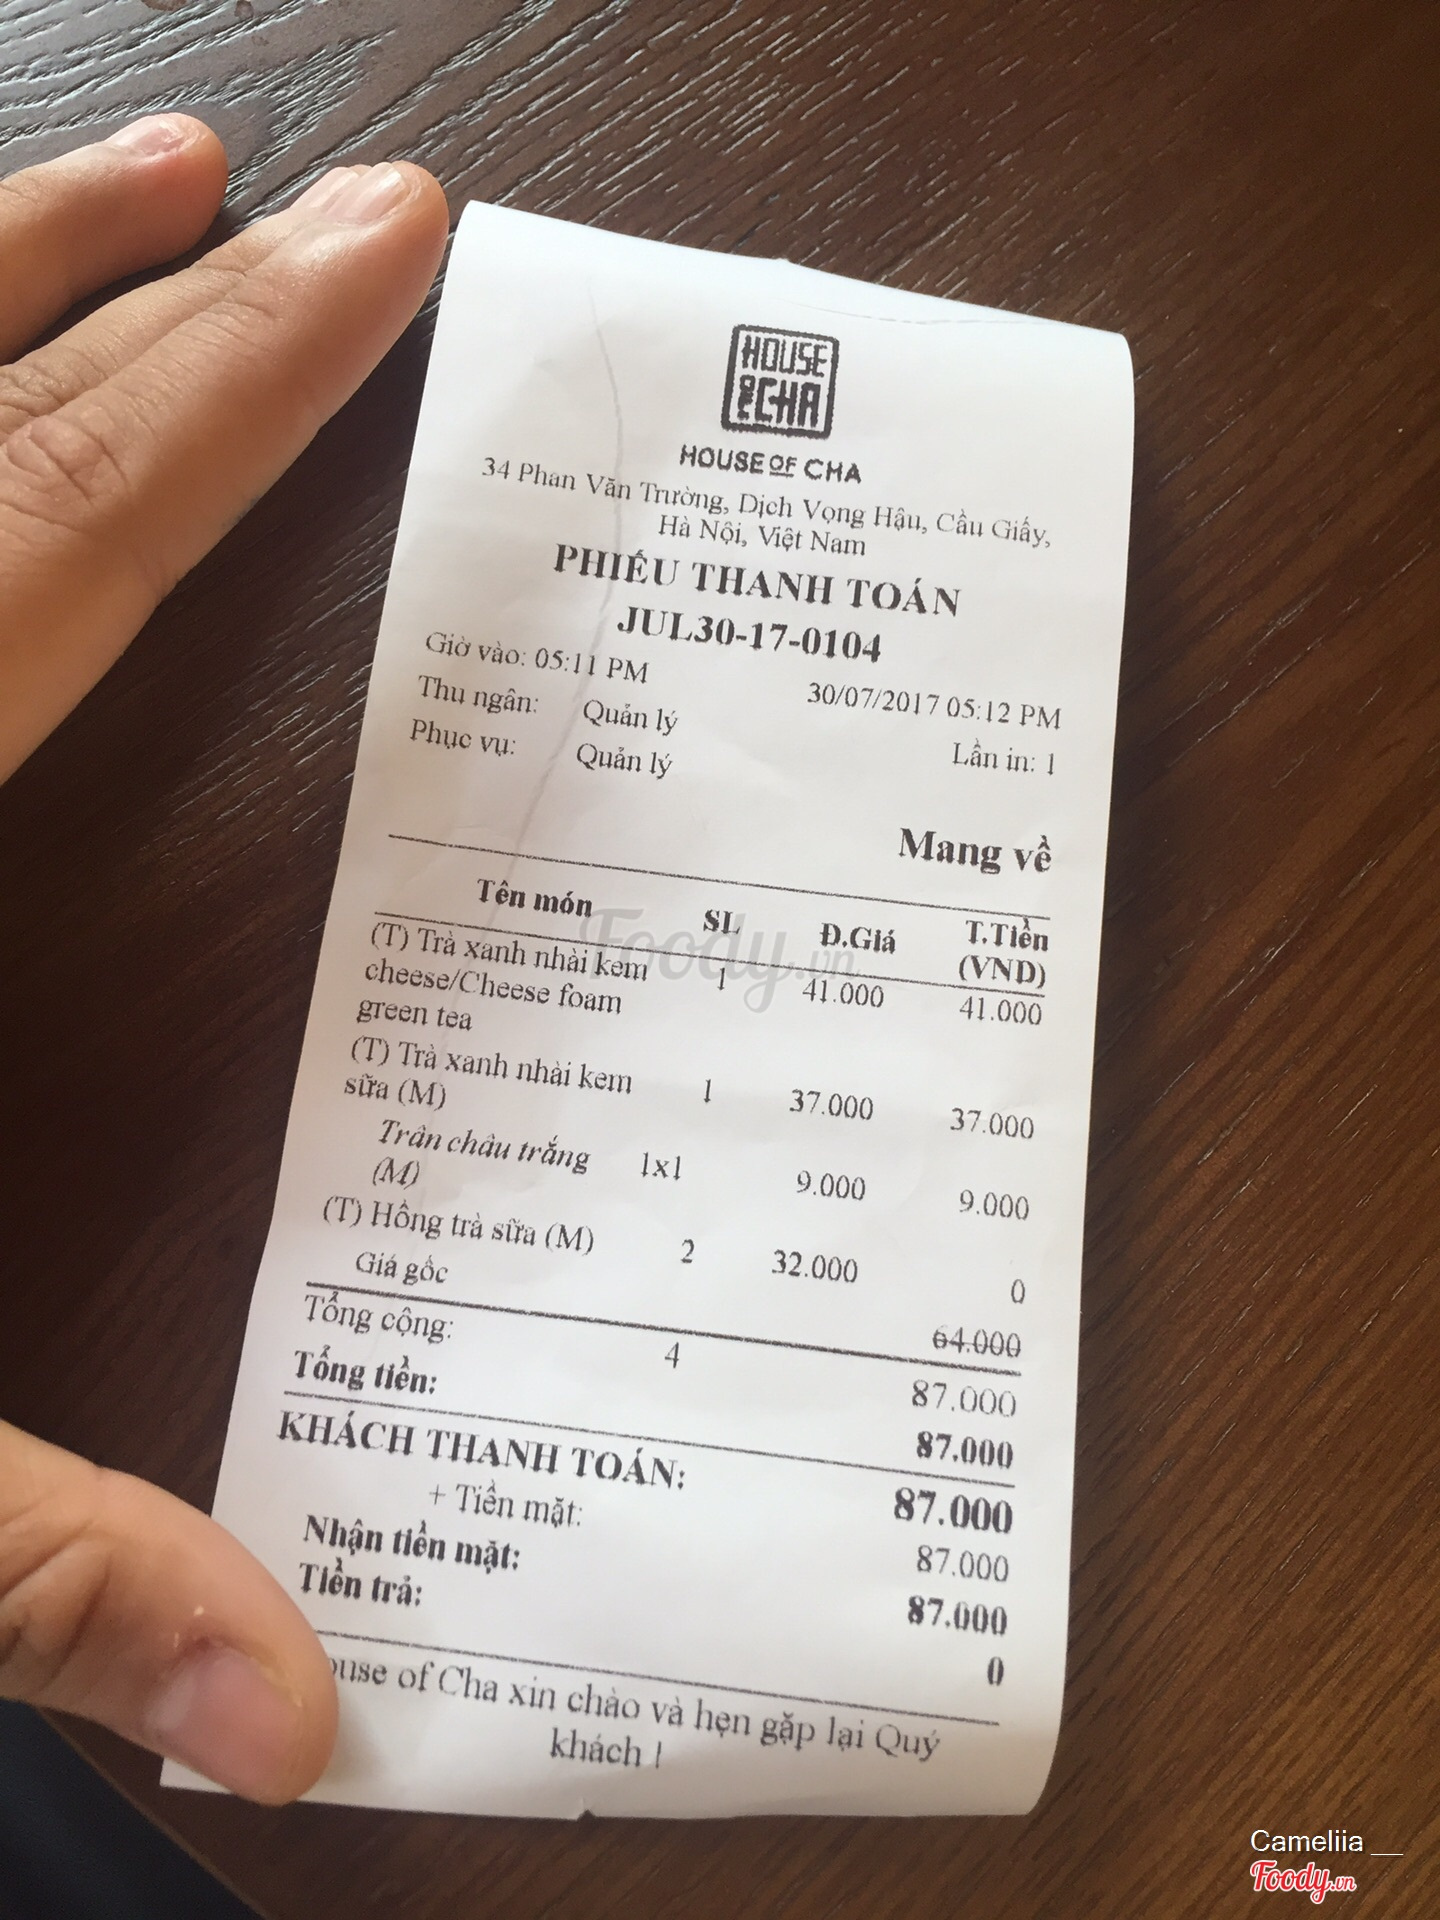 HOUSE
OF CHA
HOUSE OF CHA
34 Phan Văn Trường, Dịch Vọng Hậu, Cầu Giấy,
Hà Nội, Việt Nam
PHIẾU THANH TOÁN
JUL30-17-0104
Giờ vào: 05:11 PM 30/07/2017 05:12 PM
Thu ngân: Quản lý Lần in: 1
Phục vụ: Quản lý
Mang về
Tên món SL Đ.Giá T.Tiền
(VND)
(T) Trà xanh nhài kem 1 41.000 41.000
cheese/Cheese foam
green tea
(T) Trà xanh nhài kem 1 37.000 37.000
sữa (M)
Trân châu trắng 1x1 9.000 9.000
(M)
(T) Hồng trà sữa (M) 2 32.000 0
Giá gốc 64.000
Tổng cộng: 4 87.000
Tổng tiền: 87.000
KHÁCH THANH TOÁN: 87.000
+ Tiền mặt: 87.000
Nhận tiền mặt: 87.000
Tiền trả: 0
ouse of Cha xin chào và hẹn gặp lại Quý
khách !
Foody.vn
Cameliia __
Foody.vn